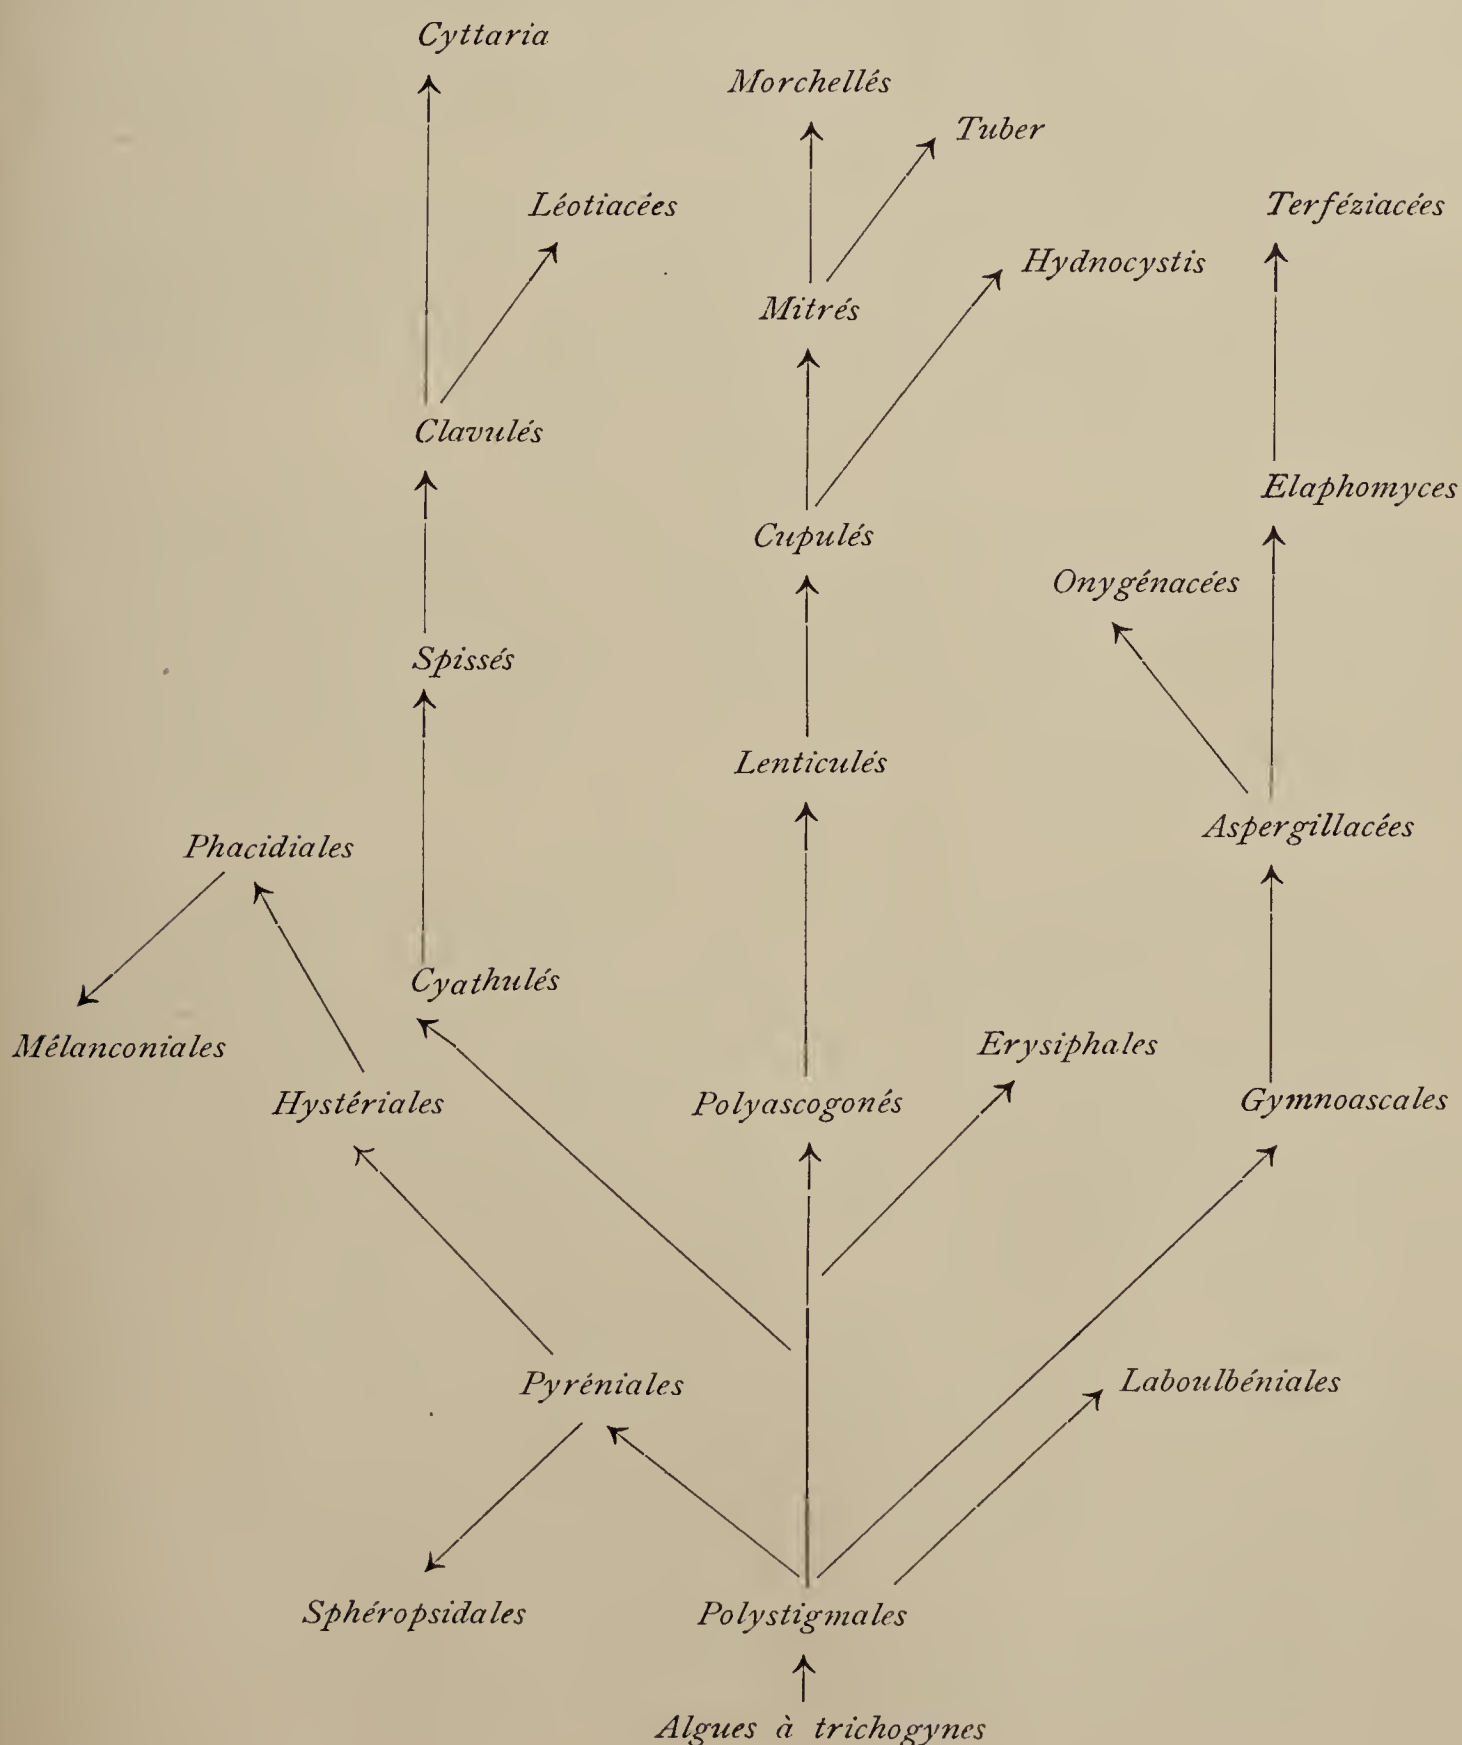 Cyttaria
Morchellés
Tuber
Léotiacées
Terféziacées
Hydnocystis
Mitrés
Clavulés
Elaphomyces
Cupulés
Onygénacées
Spissés
Lenticulés
Aspergillacées
Phacidiales
Cyathulés
Mélanconiales
Erysiphales
Hystériales
Polyascogonés
Gymnoascales
Pyréniales
Laboulbéniales
Sphéropsidales
Polystigmales
Algues à trichogynes